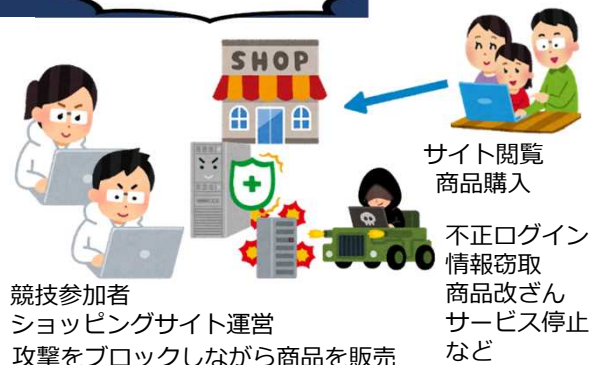 SHOP
サイト閲覧
商品購入
不正ログイン
情報窃取
商品改ざん
サービス停止
など
競技参加者
ショッピングサイト運営
攻撃をブロックしながら商品を販売